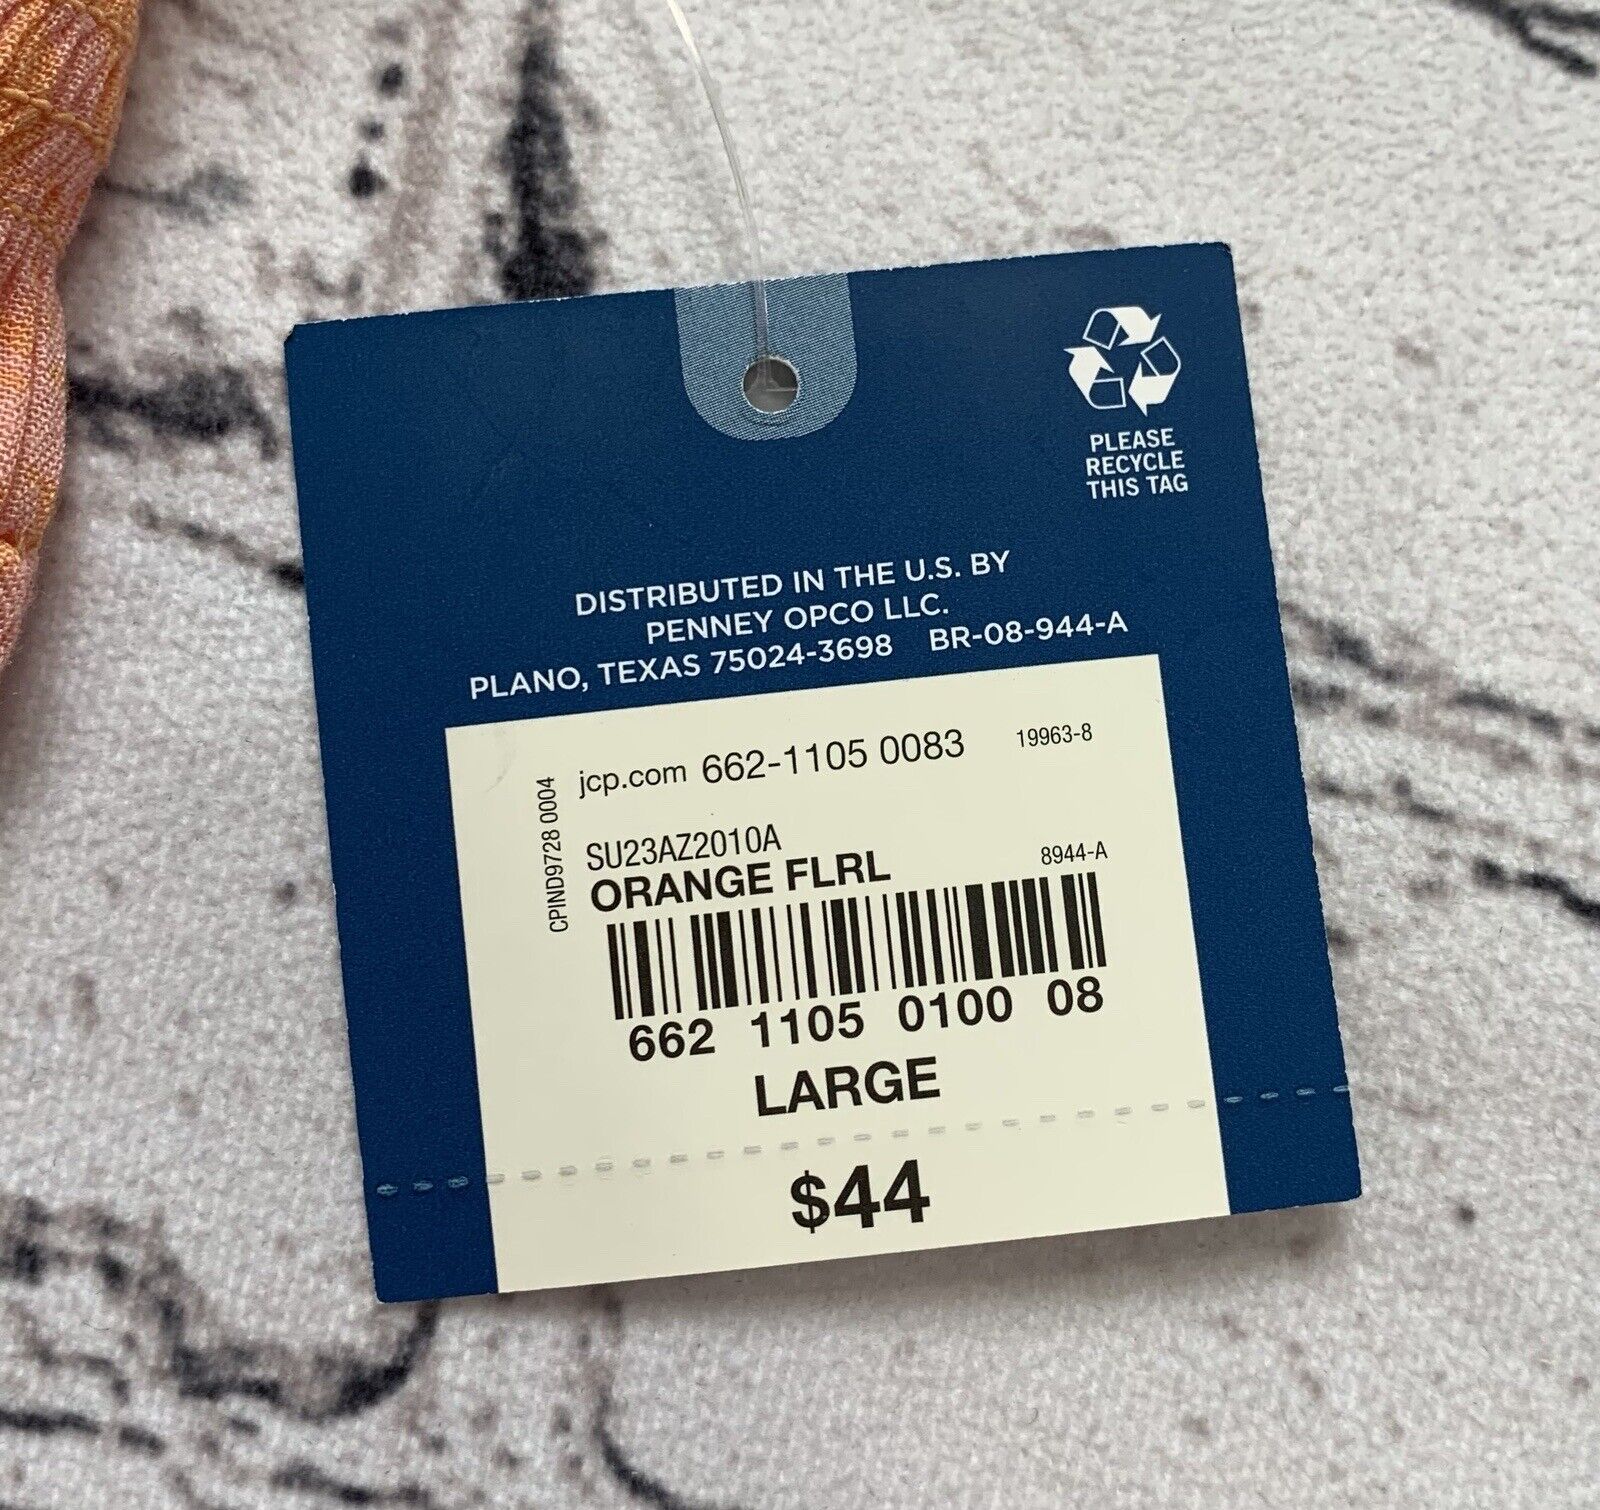 PLEASE
RECYCLE
THIS TAG
DISTRIBUTED IN THE U.S. BY
PENNEY OPCO LLC.
PLANO, TEXAS 75024-3698 BR-08-944-A
jcp.com 662-1105 0083 19963-8
CPIND9728 0004
SU23AZ2010A
ORANGE FLRL 8944-A
662 1105 0100 08
LARGE
$44